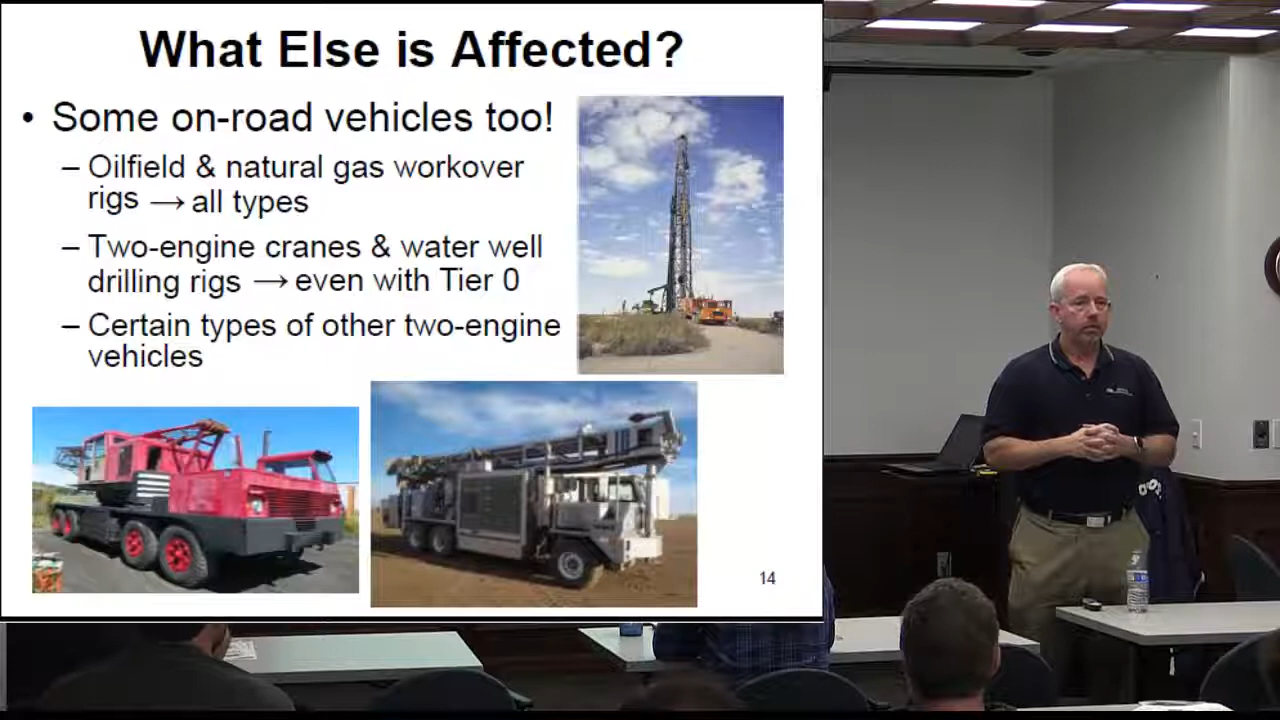 What Else is Affected?
• Some on-road vehicles too!
– Oilfield & natural gas workover
rigs → all types
– Two-engine cranes & water well
drilling rigs → even with Tier 0
– Certain types of other two-engine
vehicles
14